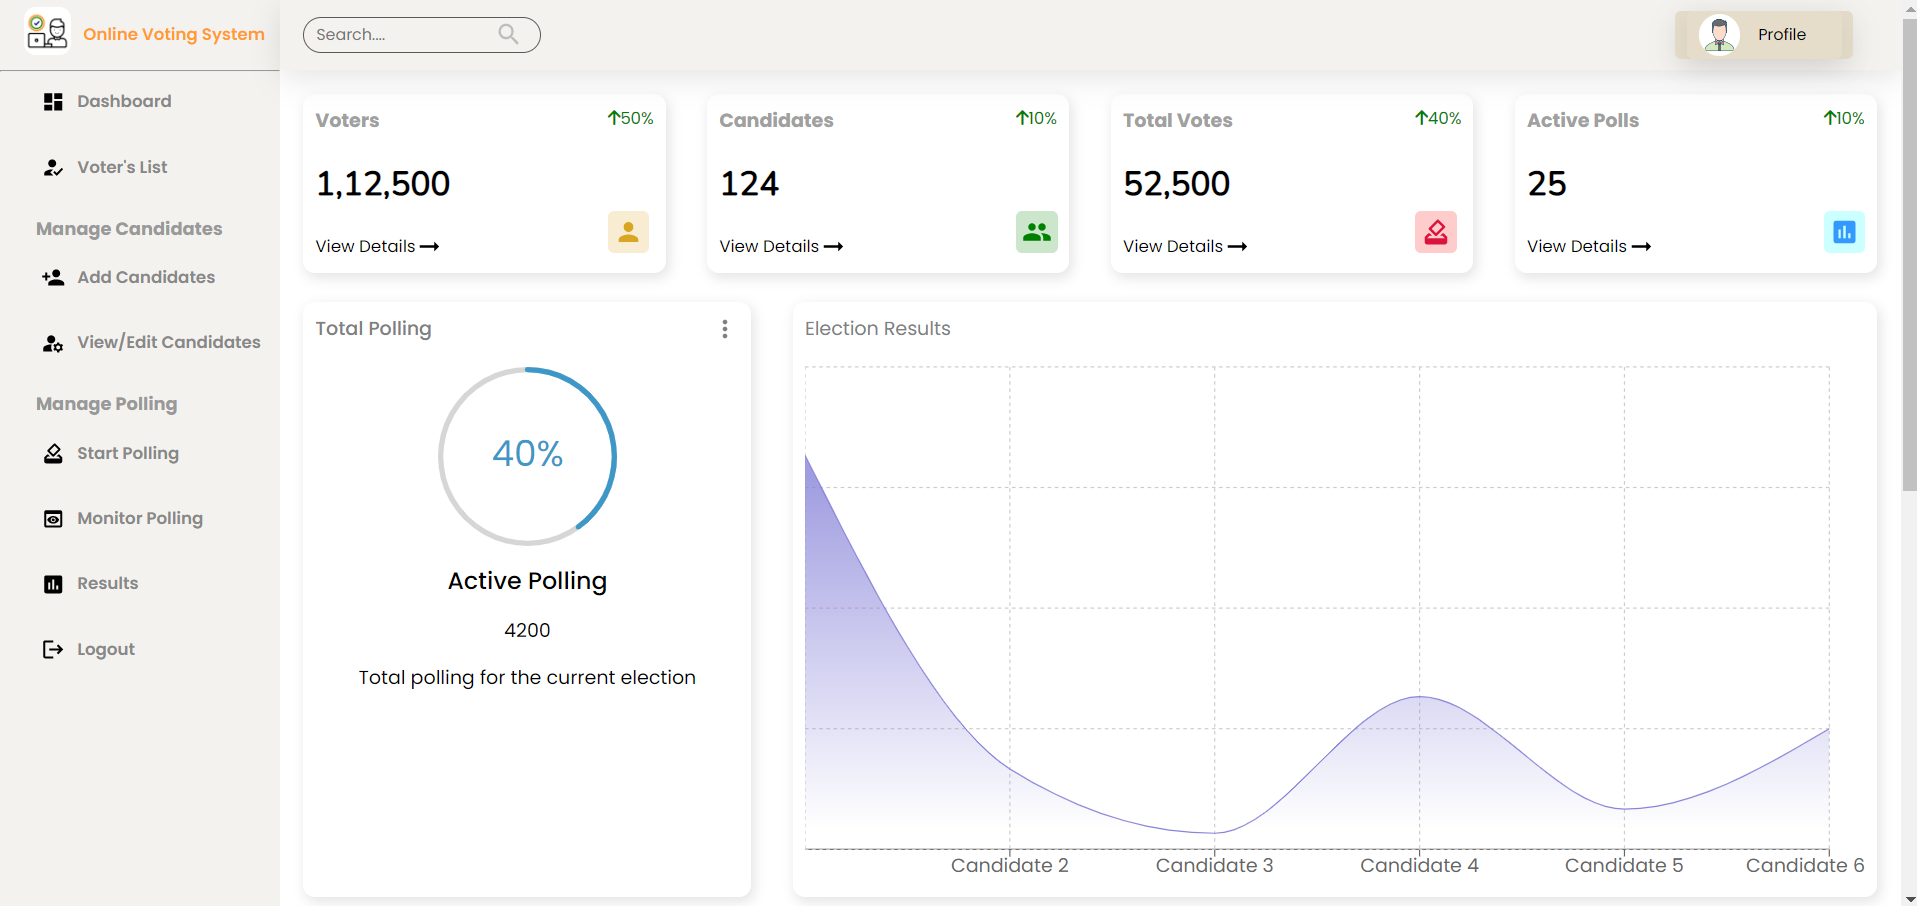 Online Voting System
Search....
Profile
Dashboard
Voter's List
Manage Candidates
Add Candidates
View/Edit Candidates
Manage Polling
Start Polling
Monitor Polling
Results
Logout
Voters
↑50%
1,12,500
View Details →
Candidates
↑10%
124
View Details →
Total Votes
↑40%
52,500
View Details →
Active Polls
↑10%
25
View Details →
Total Polling
40%
Active Polling
4200
Total polling for the current election
Election Results
Candidate 2 Candidate 3 Candidate 4 Candidate 5 Candidate 6